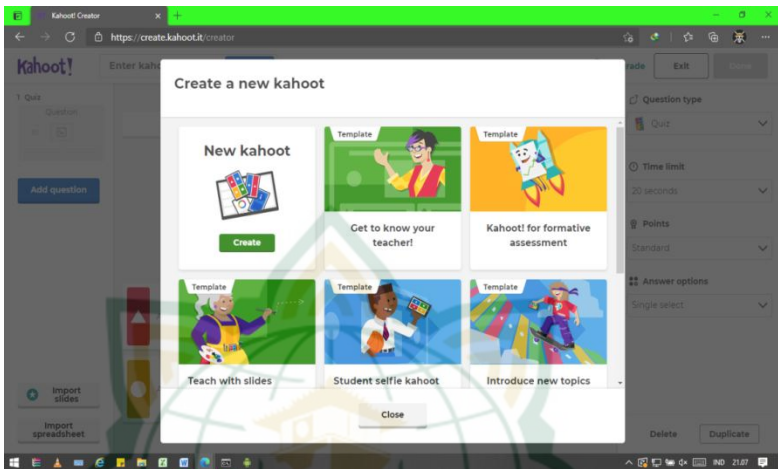 Kahoot! Creator
https://create.kahoot.it/creator
Kahoot!
Enter kaho
Exit
Create a new kahoot
1 Quiz
Question
Add question
Question type
Quiz
Time limit
20 seconds
Points
Standard
Answer options
Single select
New kahoot
Create
Template
Get to know your
teacher!
Template
Kahoot! for formative
assessment
Template
Teach with slides
Template
Student selfie kahoot
Template
Introduce new topics
Import
slides
Import
spreadsheet
Close
Delete
Duplicate
IND
21.07